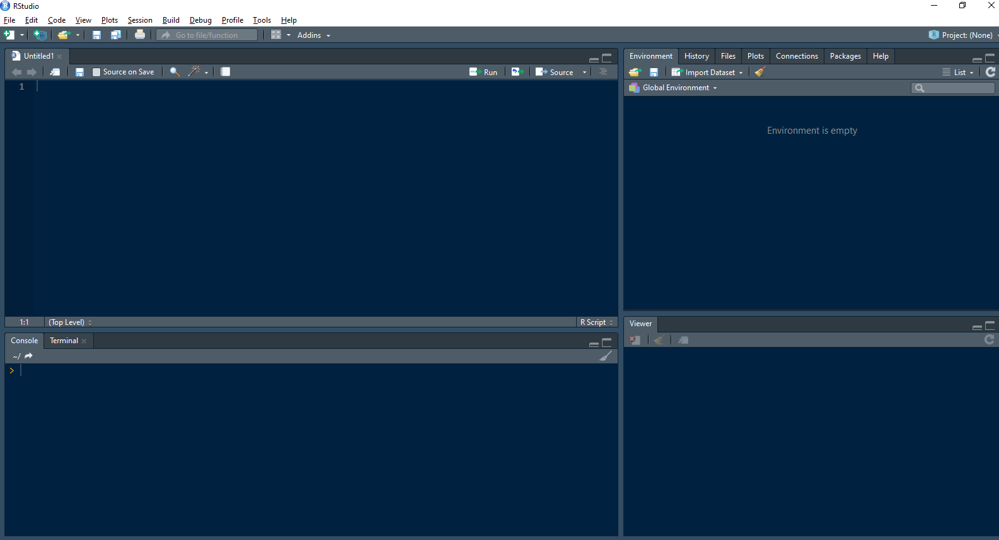 RStudio
File Edit Code View Plots Session Build Debug Profile Tools Help
Go to file/function Addins Project: (None)
Untitled1
Source on Save Run Source
1
1:1 (Top Level) R Script
Console Terminal
~/
>
Environment History Files Plots Connections Packages Help
Import Dataset List
Global Environment
Environment is empty
Viewer